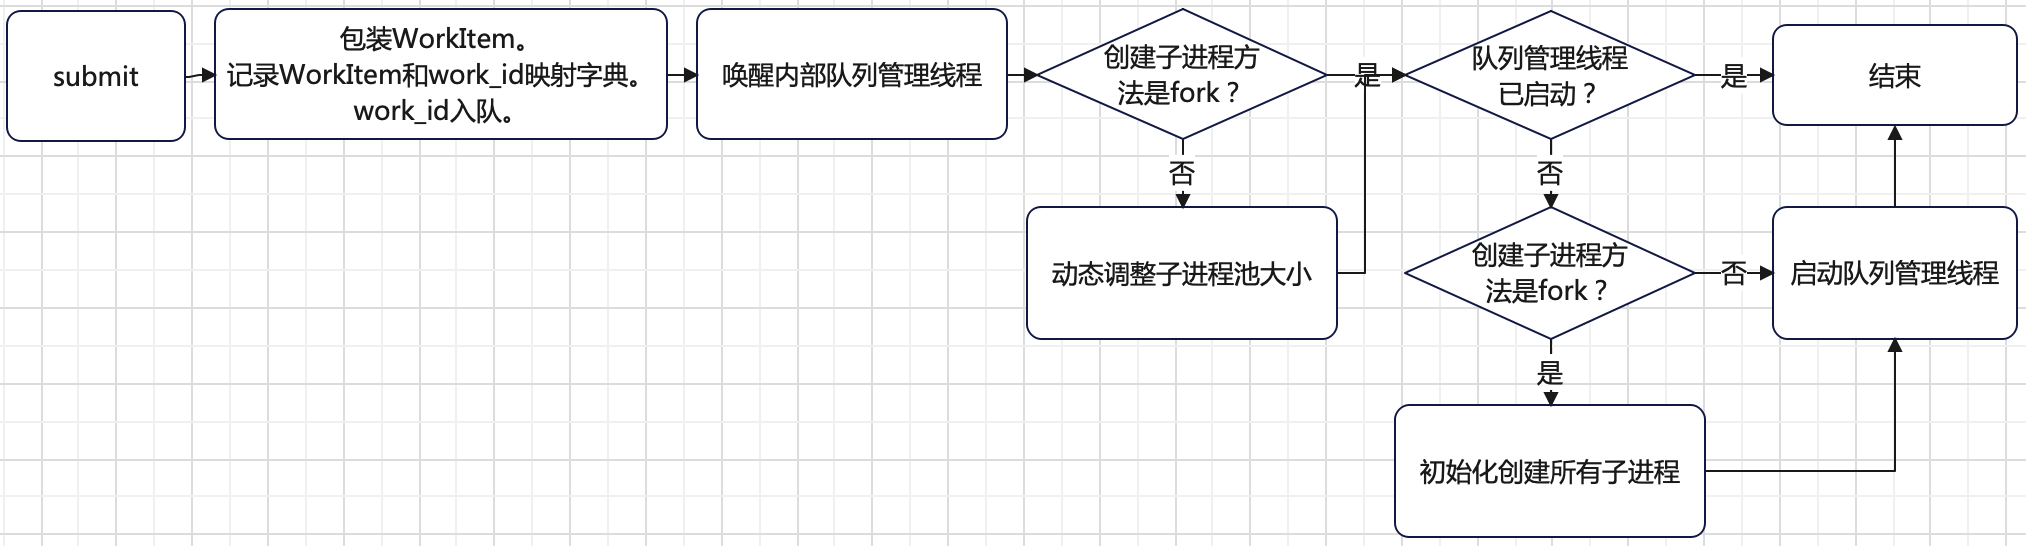 submit
包装WorkItem。
记录WorkItem和work_id映射字典。
work_id入队。
唤醒内部队列管理线程
创建子进程方
法是fork？
是
队列管理线程
已启动？
是
结束
否
否
动态调整子进程池大小
创建子进程方
法是fork？
否
启动队列管理线程
是
初始化创建所有子进程